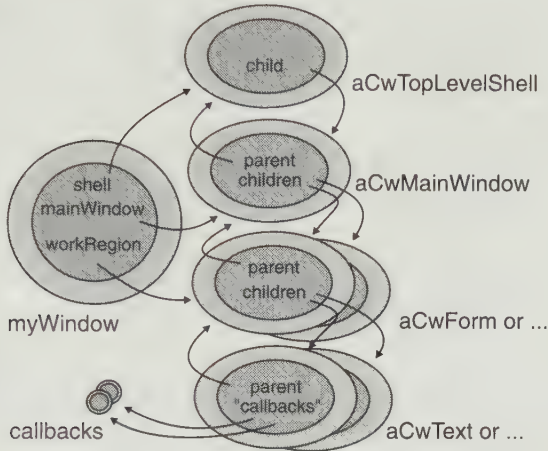 child
aCwTopLevelShell
parent
children
aCwMainWindow
shell
mainWindow
workRegion
myWindow
parent
children
aCwForm or ...
parent
"callbacks"
aCwText or ...
callbacks